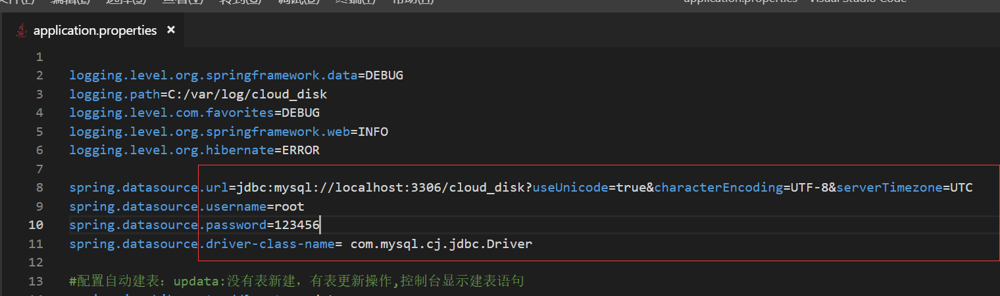 application.properties - Visual Studio Code
application.properties ×
1
2 logging.level.org.springframework.data=DEBUG
3 logging.path=C:/var/log/cloud_disk
4 logging.level.com.favorites=DEBUG
5 logging.level.org.springframework.web=INFO
6 logging.level.org.hibernate=ERROR
7
8 spring.datasource.url=jdbc:mysql://localhost:3306/cloud_disk?useUnicode=true&characterEncoding=UTF-8&serverTimezone=UTC
9 spring.datasource.username=root
10 spring.datasource.password=123456
11 spring.datasource.driver-class-name= com.mysql.cj.jdbc.Driver
12
13 #配置自动建表：updata:没有表新建，有表更新操作,控制台显示建表语句